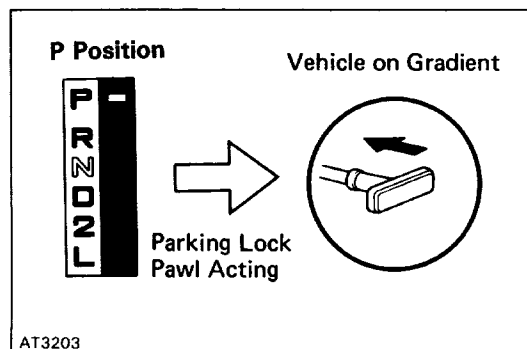 P Position
Vehicle on Gradient
P
R
N
D
2
L
Parking Lock
Pawl Acting
AT3203